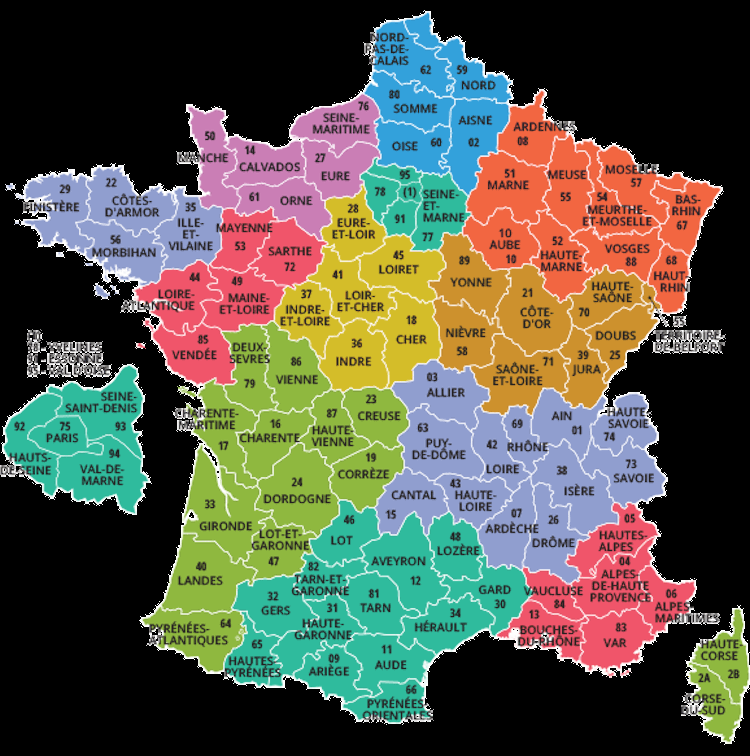 NORD-
PAS-DE-
CALAIS
62
59
NORD
80
SOMME
AISNE
02
OISE 60
76
SEINE-
MARITIME
50
MANCHE
14
CALVADOS
27
EURE
61
ORNE
ARDENNES
08
51
MARNE
MEUSE
55
MOSELLE
57
54
MEURTHE-
ET-MOSELLE
BAS-
RHIN
67
10
AUBE
10
52
HAUTE-
MARNE
VOSGES
88
68
HAUT-
RHIN
95
78
(1)
91
SEINE-
ET-
MARNE
77
29
FINISTÈRE
22
CÔTES-
D'ARMOR
35
ILLE-
ET-
VILAINE
56
MORBIHAN
MAYENNE
53
SARTHE
72
44
LOIRE-
ATLANTIQUE
49
MAINE-
ET-LOIRE
85
VENDÉE
28
EURE-
ET-LOIR
45
LOIRET
41
LOIR-
ET-CHER
37
INDRE-
ET-LOIRE
36
INDRE
18
CHER
89
YONNE
21
CÔTE-
D'OR
NIÈVRE
58
HAUTE-
SAÔNE
70
DOUBS
25
39
JURA
71
SAÔNE-
ET-LOIRE
TERRITOIRE
DE BELFORT
YVELINES
ESSONNE
VAL D'OISE
SEINE-
SAINT-DENIS
93
92
HAUTS-
DE-SEINE
75
PARIS
94
VAL-DE-
MARNE
DEUX-
SEVRES
79
86
VIENNE
CHARENTE-
MARITIME
17
16
CHARENTE
87
HAUTE-
VIENNE
23
CREUSE
19
CORRÈZE
24
DORDOGNE
33
GIRONDE
LOT-ET-
GARONNE
47
40
LANDES
64
PYRÉNÉES-
ATLANTIQUES
03
ALLIER
63
PUY-
DE-DÔME
CANTAL
15
43
HAUTE-
LOIRE
42
LOIRE
69
RHÔNE
AIN
01
HAUTE
SAVOIE
74
73
SAVOIE
38
ISÈRE
07
ARDÈCHE
26
DRÔME
46
LOT
AVEYRON
12
48
LOZÈRE
82
TARN-ET-
GARONNE
32
GERS
81
TARN
31
HAUTE-
GARONNE
65
HAUTES-
PYRÉNÉES
09
ARIÈGE
11
AUDE
66
PYRÉNÉES
ORIENTALES
34
HÉRAULT
GARD
30
05
HAUTES-
ALPES
04
ALPES-
DE-HAUTE
PROVENCE
06
ALPES
MARITIMES
VAUCLUSE
84
13
BOUCHES-
DU-RHÔNE
83
VAR
HAUTE-
CORSE
2B
2A
CORSE-
DU-SUD